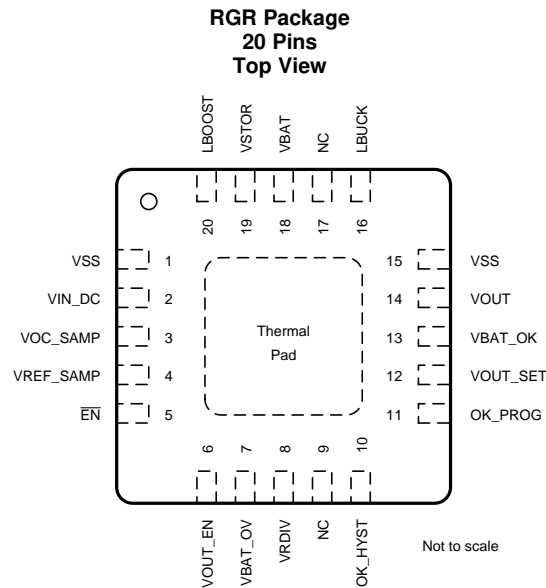 RGR Package
20 Pins
Top View
LBOOST
VSTOR
VBAT
NC
LBUCK
20
19
18
17
16
VSS 1
VIN_DC 2
VOC_SAMP 3
VREF_SAMP 4
EN 5
Thermal
Pad
15 VSS
14 VOUT
13 VBAT_OK
12 VOUT_SET
11 OK_PROG
6
7
8
9
10
VOUT_EN
VBAT_OV
VRDIV
NC
OK_HYST
Not to scale